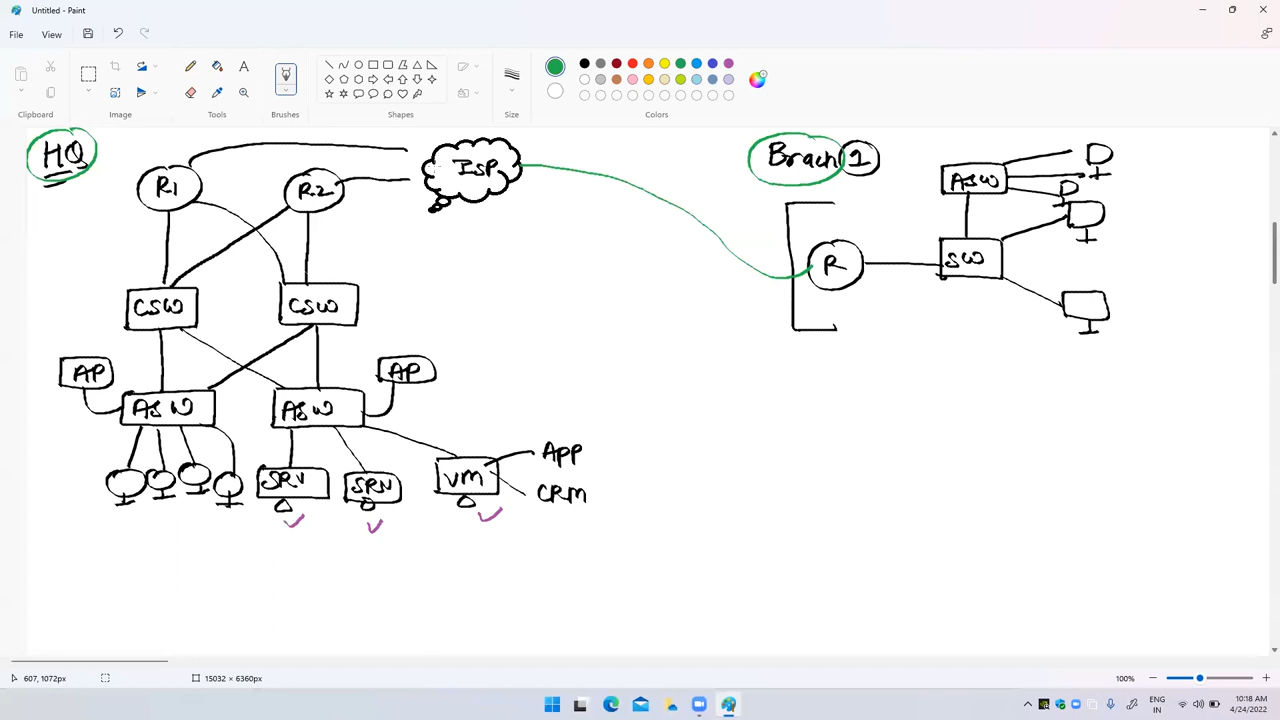 Untitled - Paint
File View
Clipboard Image Tools Brushes Shapes Size Colors
HQ
R1 R2 ISP
CSW CSW
AP AP
ASW ASW
SRV SRV VM APP
CRM
Brach 1
ASW
R SW
607, 1072px 15032 × 6360px 100%
ENG
IN
10:18 AM
4/24/2022